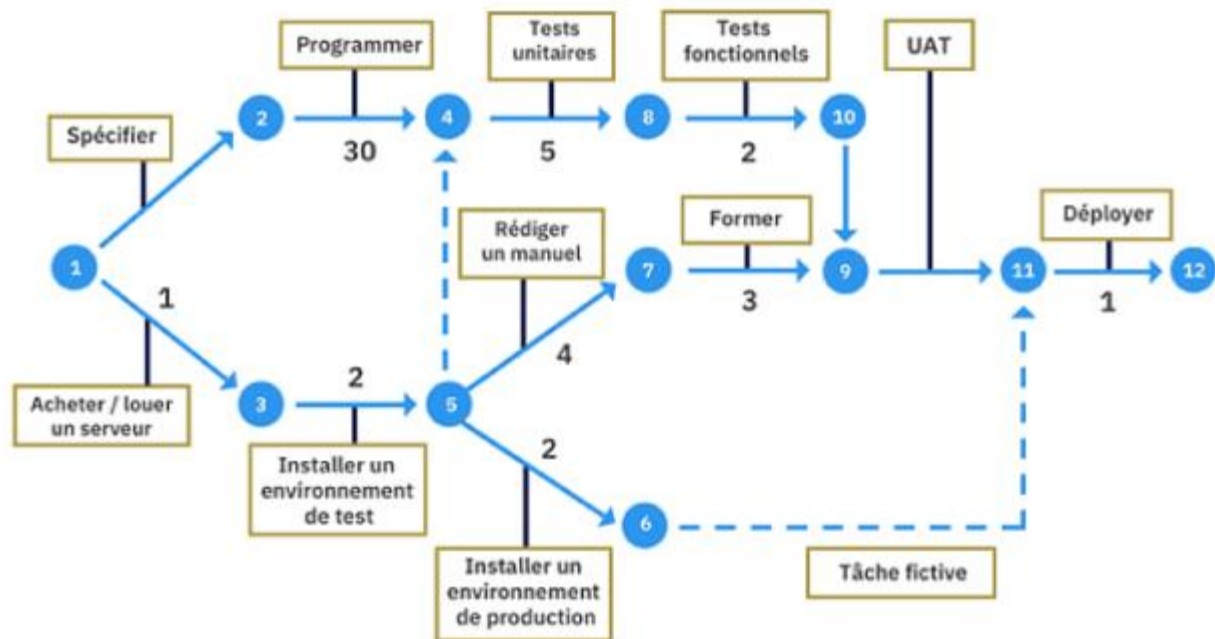 Programmer
Tests
unitaires
Tests
fonctionnels
UAT
Spécifier
2
4
8
10
30
5
2
1
Rédiger
un manuel
Former
Déployer
7
9
11
12
1
3
1
4
Acheter / louer
un serveur
3
2
5
Installer un
environnement
de test
2
6
Installer un
environnement
de production
Tâche fictive